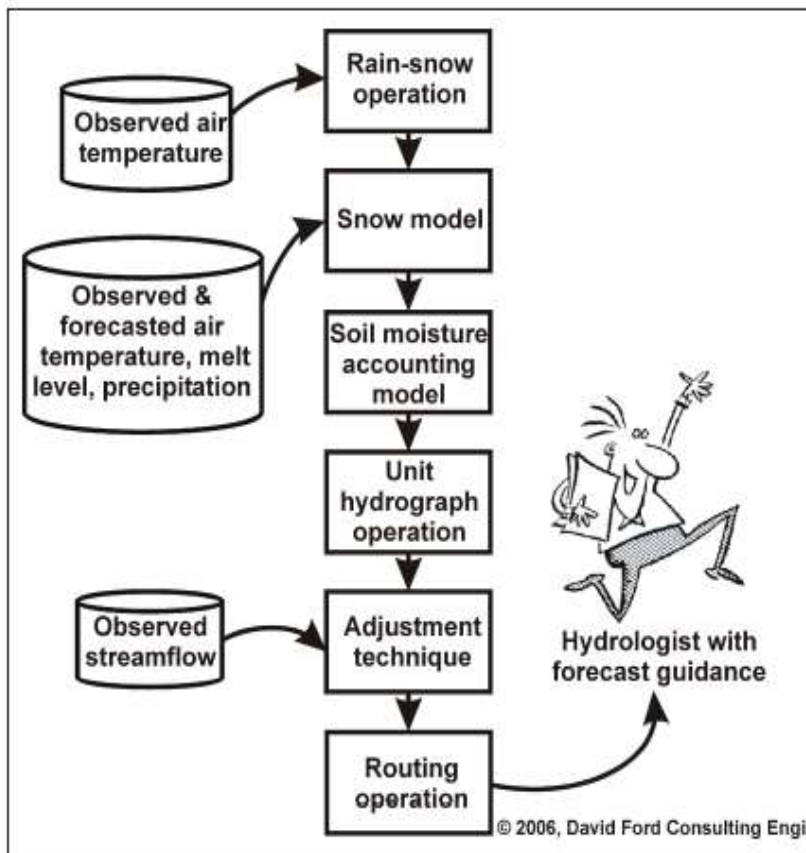 Rain-snow
operation
Observed air
temperature
Snow model
Observed &
forecasted air
temperature, melt
level, precipitation
Soil moisture
accounting
model
Unit
hydrograph
operation
Observed
streamflow
Adjustment
technique
Hydrologist with
forecast guidance
Routing
operation
© 2006, David Ford Consulting Engi